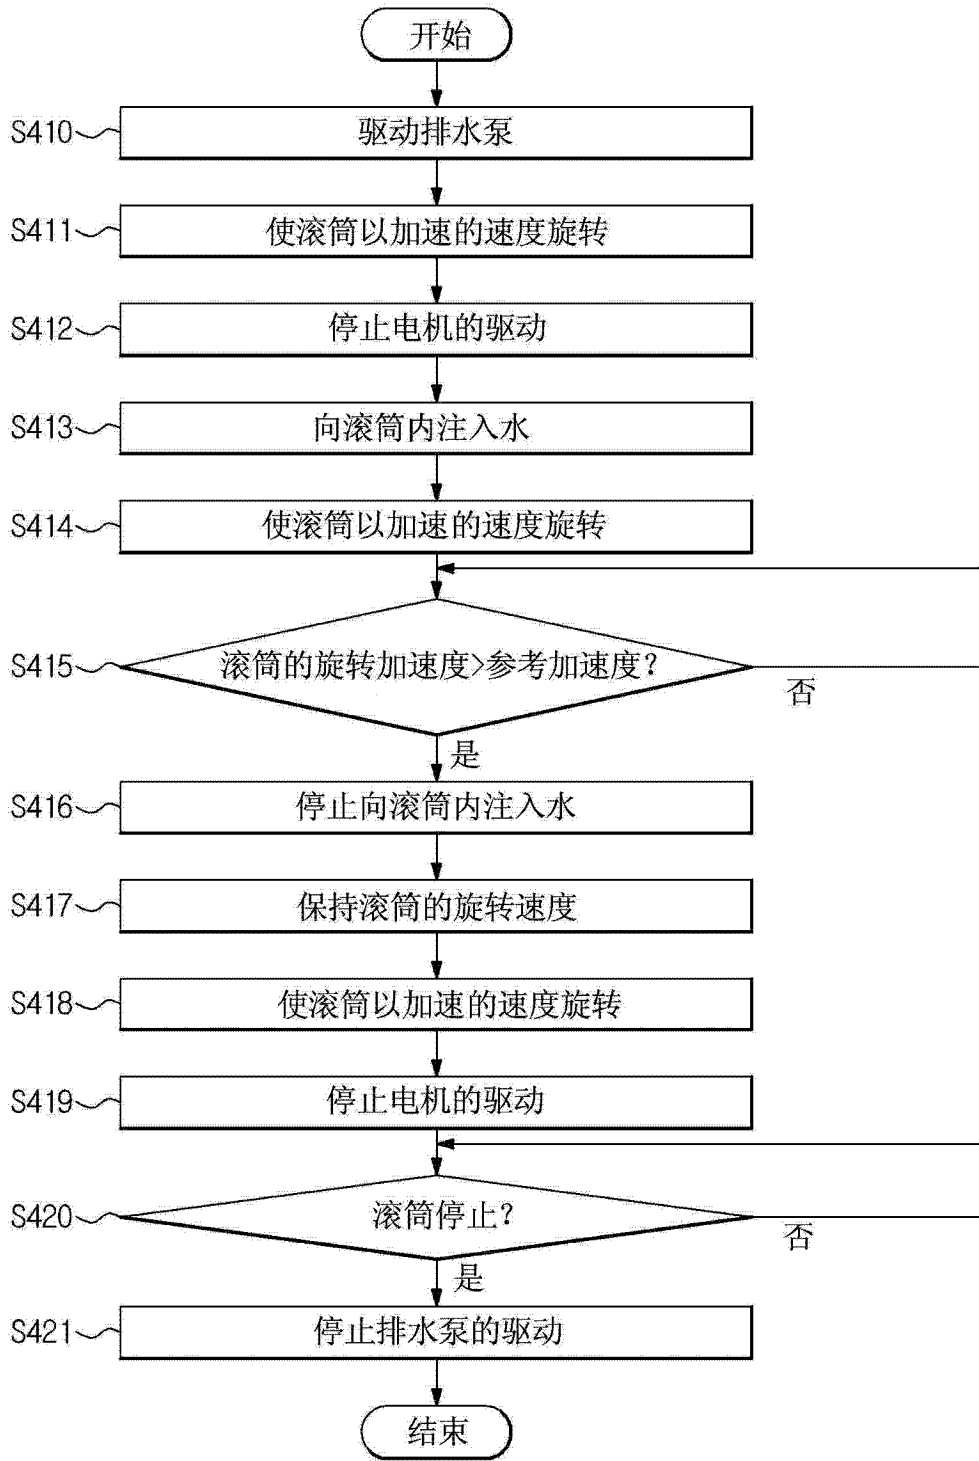 开始
S410 驱动排水泵
S411 使滚筒以加速的速度旋转
S412 停止电机的驱动
S413 向滚筒内注入水
S414 使滚筒以加速的速度旋转
S415 滚筒的旋转加速度>参考加速度?
否
是
S416 停止向滚筒内注入水
S417 保持滚筒的旋转速度
S418 使滚筒以加速的速度旋转
S419 停止电机的驱动
S420 滚筒停止?
否
是
S421 停止排水泵的驱动
结束